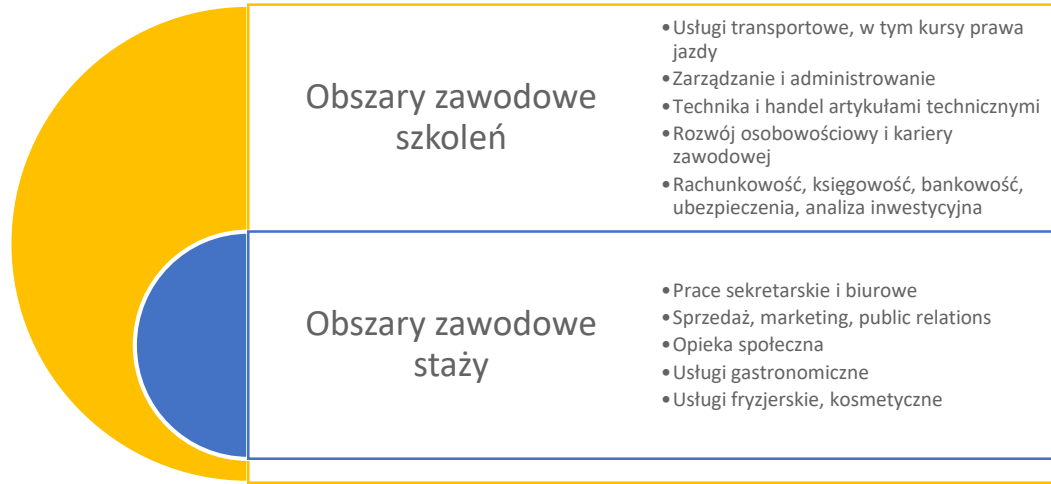 Obszary zawodowe
szkoleń
•Usługi transportowe, w tym kursy prawa
jazdy
•Zarządzanie i administrowanie
•Technika i handel artykułami technicznymi
•Rozwój osobowościowy i kariery
zawodowej
•Rachunkowość, księgowość, bankowość,
ubezpieczenia, analiza inwestycyjna
Obszary zawodowe
staży
•Prace sekretarskie i biurowe
•Sprzedaż, marketing, public relations
•Opieka społeczna
•Usługi gastronomiczne
•Usługi fryzjerskie, kosmetyczne